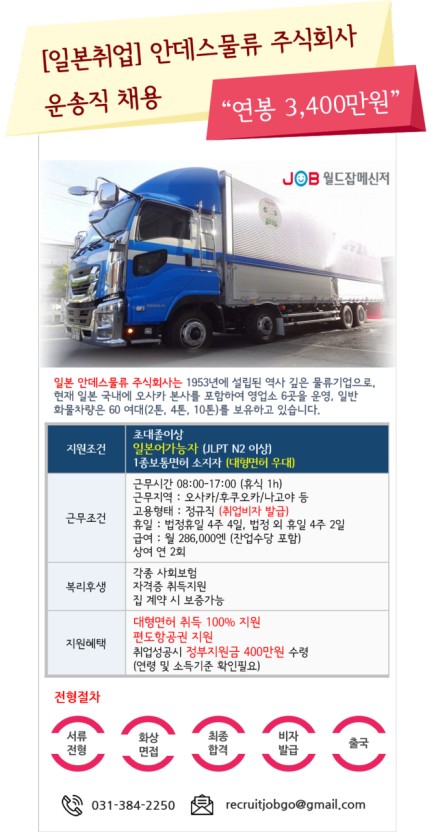 [일본취업] 안데스물류 주식회사
운송직 채용
“연봉 3,400만원”
JOB 월드잡메신저
일본 안데스물류 주식회사는 1953년에 설립된 역사 깊은 물류기업으로,
현재 일본 국내에 오사카 본사를 포함하여 영업소 6곳을 운영, 일반
화물차량은 60 여대(2톤, 4톤, 10톤)를 보유하고 있습니다.
지원조건
초대졸이상
일본어가능자 (JLPT N2 이상)
1종보통면허 소지자 (대형면허 우대)
근무조건
근무시간 08:00-17:00 (휴식 1h)
근무지역 : 오사카/후쿠오카/나고야 등
고용형태 : 정규직 (취업비자 발급)
휴일 : 법정휴일 4주 4일, 법정 외 휴일 4주 2일
급여 : 월 286,000엔 (잔업수당 포함)
상여 연 2회
복리후생
각종 사회보험
자격증 취득지원
집 계약 시 보증가능
지원혜택
대형면허 취득 100% 지원
편도항공권 지원
취업성공시 정부지원금 400만원 수령
(연령 및 소득기준 확인필요)
전형절차
서류
전형
화상
면접
최종
합격
비자
발급
출국
031-384-2250
recruitjobgo@gmail.com